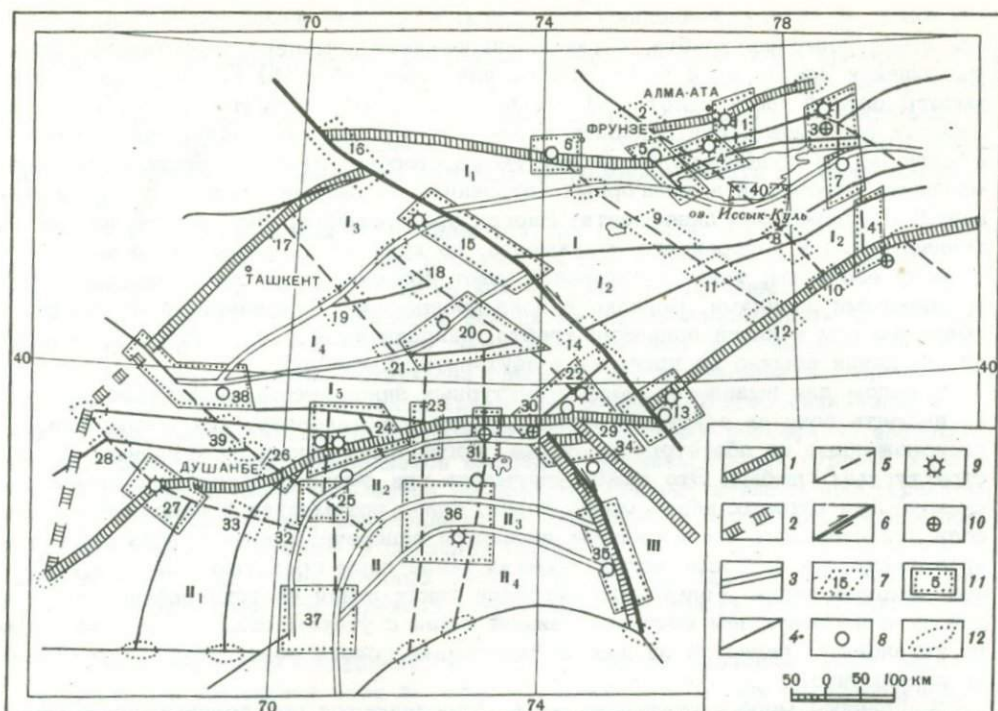 70 74 78
АЛМА-АТА
2
ФРУНЗЕ 1 3
16 6 5 4
7
I₁ 40
оз. Иссык-Куль
I₃ 15 9 I 8 I₂ 41
17
ТАШКЕНТ 18 I₂ 11 10
19 12
20
I₄ 14
40 21 22 40
38 I₅ 23 30 13
24 29
39 31 34
28 ДУШАНБЕ 26
II₂
27 25 36 II₃
33 32 35 III
II₁ II II₄
37
70 74
1 5 9
2 6 10
3 15 7 5 11
4 8 12
50 0 50 100 КМ